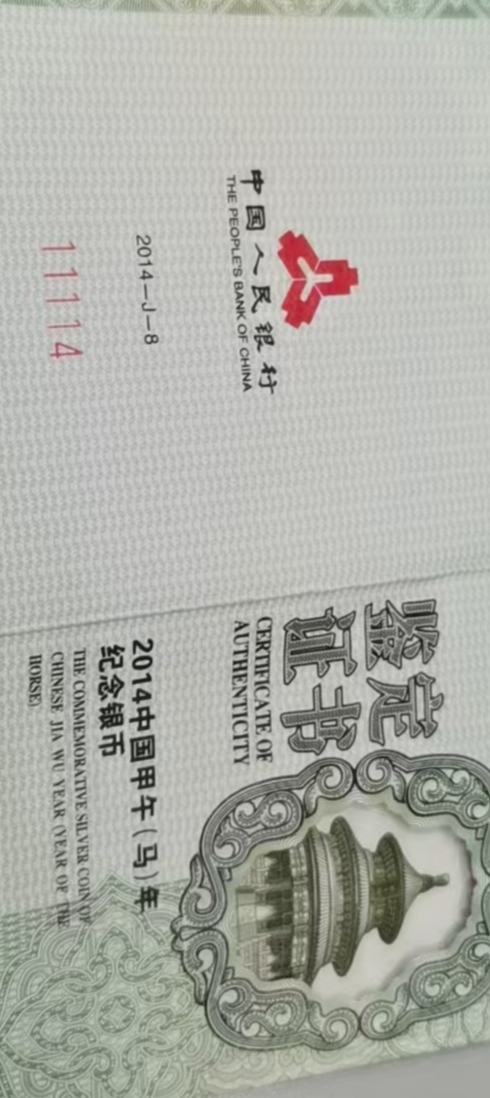 中国人民银行
THE PEOPLE'S BANK OF CHINA
2014—J—8
11114
鉴定
证书
CERTIFICATE OF
AUTHENTICITY
2014中国甲午(马)年
纪念银币
THE COMMEMORATIVE SILVER COIN OF
CHINESE JIA WU YEAR (YEAR OF THE
HORSE)